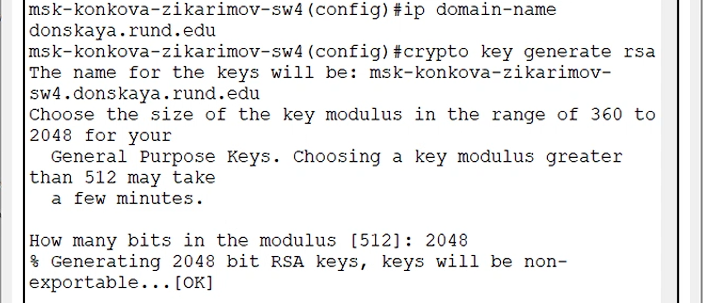 msk-konkova-zikarimov-sw4(config)#ip domain-name
donskaya.rund.edu
msk-konkova-zikarimov-sw4(config)#crypto key generate rsa
The name for the keys will be: msk-konkova-zikarimov-
sw4.donskaya.rund.edu
Choose the size of the key modulus in the range of 360 to
2048 for your
  General Purpose Keys. Choosing a key modulus greater
than 512 may take
  a few minutes.

How many bits in the modulus [512]: 2048
% Generating 2048 bit RSA keys, keys will be non-
exportable...[OK]